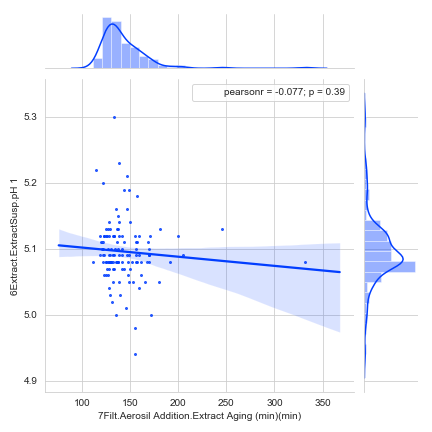 pearsonr = -0.077; p = 0.39
6Extract.ExtractSusp.pH 1
5.3
5.2
5.1
5.0
4.9
100 150 200 250 300 350
7Filt.Aerosil Addition.Extract Aging (min)(min)